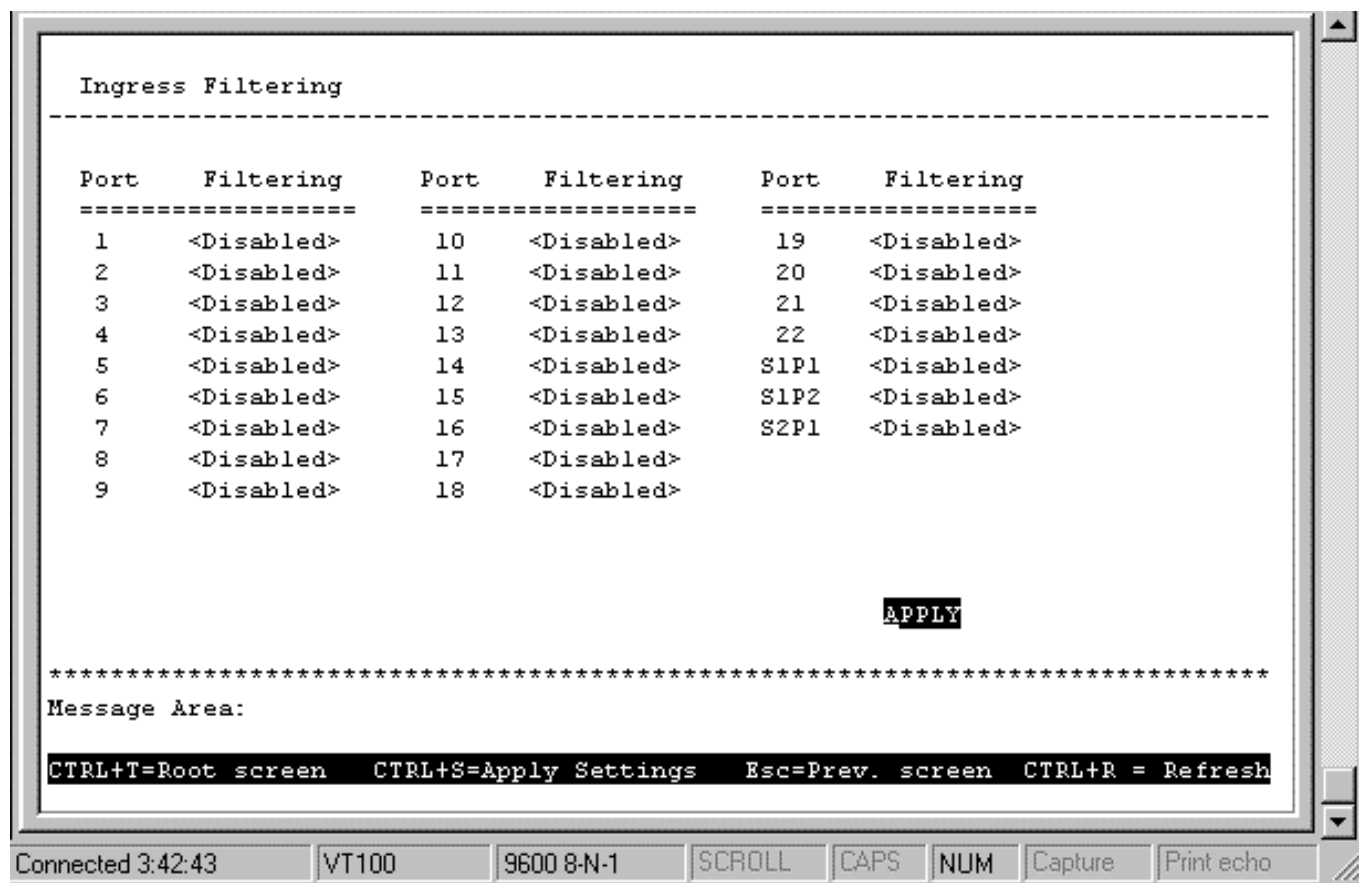 Ingress Filtering
--------------------------------------------------------------------------------
Port Filtering Port Filtering Port Filtering
================== ================== ==================
1 <Disabled> 10 <Disabled> 19 <Disabled>
2 <Disabled> 11 <Disabled> 20 <Disabled>
3 <Disabled> 12 <Disabled> 21 <Disabled>
4 <Disabled> 13 <Disabled> 22 <Disabled>
5 <Disabled> 14 <Disabled> S1P1 <Disabled>
6 <Disabled> 15 <Disabled> S1P2 <Disabled>
7 <Disabled> 16 <Disabled> S2P1 <Disabled>
8 <Disabled> 17 <Disabled>
9 <Disabled> 18 <Disabled>
APPLY
********************************************************************************
Message Area:
CTRL+T=Root screen CTRL+S=Apply Settings Esc=Prev. screen CTRL+R = Refresh
Connected 3:42:43 VT100 9600 8-N-1 SCROLL CAPS NUM Capture Print echo